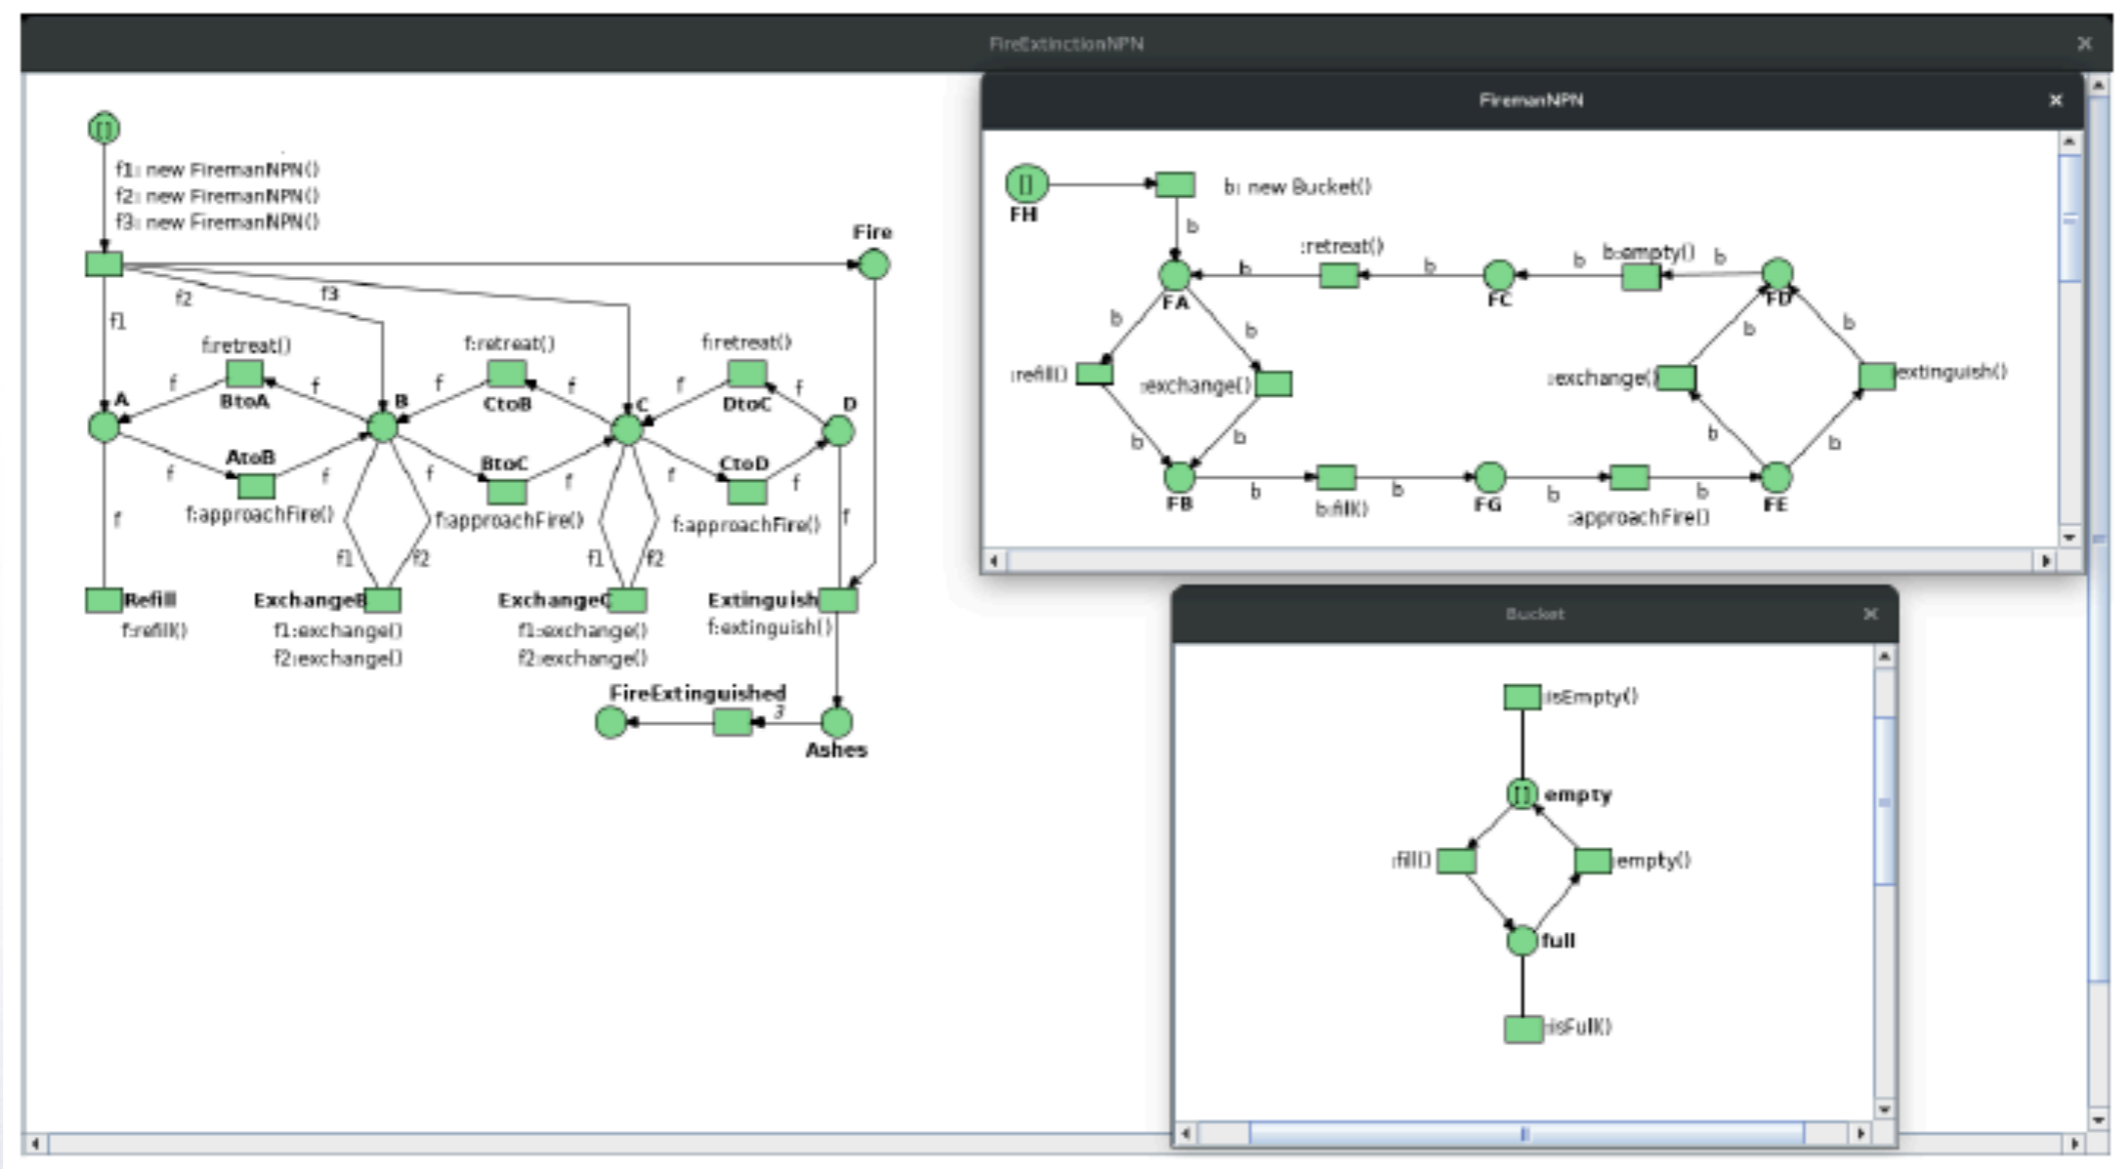 FireExtinctionNPN
[]
f1: new FiremanNPN()
f2: new FiremanNPN()
f3: new FiremanNPN()
Fire
f2
f3
f1
f:retreat()
f:retreat()
f:retreat()
f
f
f
f
f
f
A
BtoA
B
CtoB
C
DtoC
D
AtoB
BtoC
CtoD
f
f
f
f
f
f
f:approachFire()
f:approachFire()
f:approachFire()
f
f
f1
f2
f1
f2
Refill
ExchangeB
ExchangeC
Extinguish
f:refill()
f1:exchange()
f2:exchange()
f1:exchange()
f2:exchange()
f:extinguish()
FireExtinguished
3
Ashes
FiremanNPN
[]
FH
b: new Bucket()
b
:retreat()
b:empty()
b
b
b
b
FA
FC
FD
b
b
b
b
:refill()
:exchange()
:exchange()
:extinguish()
b
b
b
b
FB
b
b:fill()
b
FG
b
:approachFire()
b
FE
Bucket
:isEmpty()
[]
empty
:fill()
:empty()
full
:isFull()